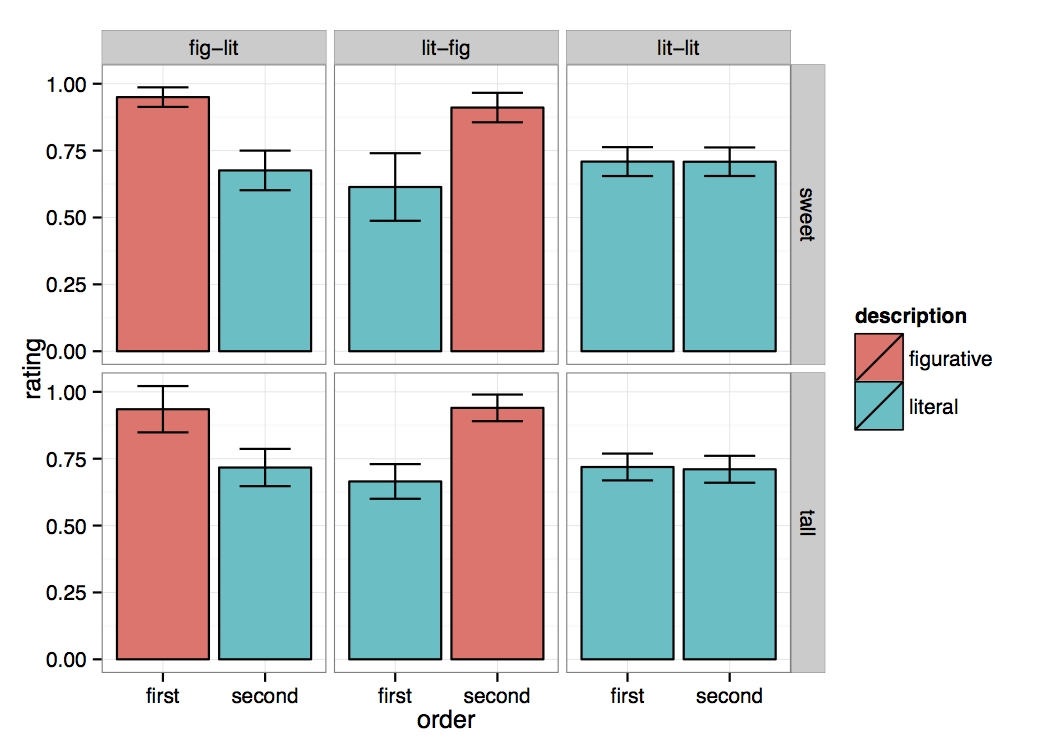 fig−lit
lit−fig
lit−lit
1.00
0.75
0.50
0.25
0.00
sweet
1.00
0.75
0.50
0.25
0.00
tall
rating
first
second
first
second
first
second
order
description
figurative
literal